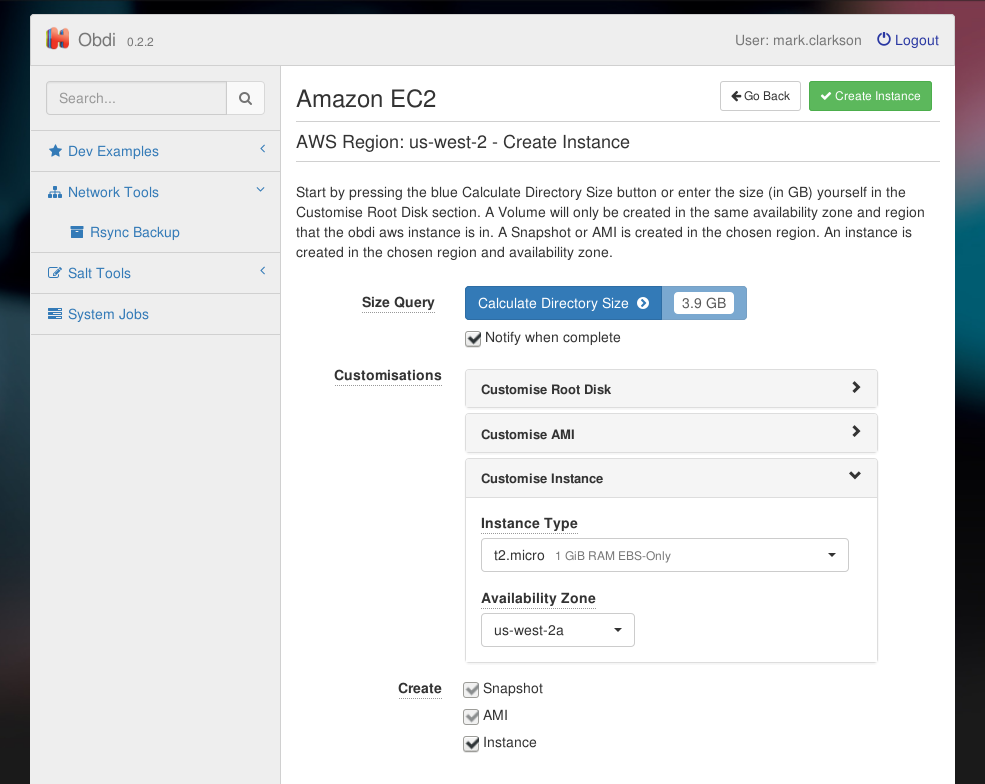 Obdi 0.2.2
User: mark.clarkson Logout
Search...
Dev Examples
Network Tools
Rsync Backup
Salt Tools
System Jobs
Amazon EC2
Go Back
Create Instance
AWS Region: us-west-2 - Create Instance
Start by pressing the blue Calculate Directory Size button or enter the size (in GB) yourself in the
Customise Root Disk section. A Volume will only be created in the same availability zone and region
that the obdi aws instance is in. A Snapshot or AMI is created in the chosen region. An instance is
created in the chosen region and availability zone.
Size Query
Calculate Directory Size 3.9 GB
Notify when complete
Customisations
Customise Root Disk
Customise AMI
Customise Instance
Instance Type
t2.micro 1 GiB RAM EBS-Only
Availability Zone
us-west-2a
Create
Snapshot
AMI
Instance